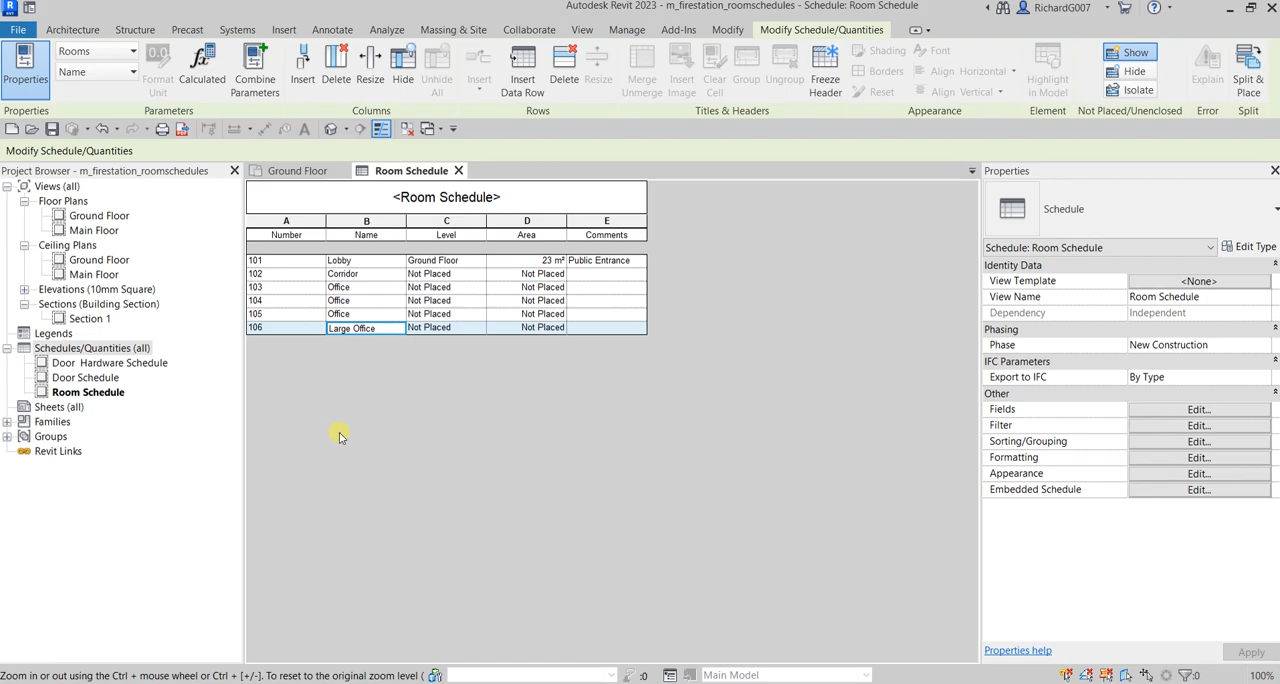 Autodesk Revit 2023 - m_firestation_roomschedules - Schedule: Room Schedule
RichardG007
File Architecture Structure Precast Systems Insert Annotate Analyze Massing & Site Collaborate View Manage Add-Ins Modify Modify Schedule/Quantities
Properties
Rooms
Name
Format Unit
Calculated
Combine Parameters
Insert
Delete
Resize
Hide
Unhide All
Insert
Insert Data Row
Delete
Resize
Merge Unmerge
Insert Image
Clear Cell
Group
Ungroup
Freeze Header
Shading
Borders
Reset
Font
Align Horizontal
Align Vertical
Highlight in Model
Show
Hide
Isolate
Explain
Split & Place
Properties Parameters Columns Rows Titles & Headers Appearance Element Not Placed/Unenclosed Error Split
Modify Schedule/Quantities
Project Browser - m_firestation_roomschedules
Views (all)
Floor Plans
Ground Floor
Main Floor
Ceiling Plans
Ground Floor
Main Floor
Elevations (10mm Square)
Sections (Building Section)
Section 1
Legends
Schedules/Quantities (all)
Door Hardware Schedule
Door Schedule
Room Schedule
Sheets (all)
Families
Groups
Revit Links
Ground Floor
Room Schedule
<Room Schedule>
A B C D E
Number Name Level Area Comments
101 Lobby Ground Floor 23 m² Public Entrance
102 Corridor Not Placed Not Placed
103 Office Not Placed Not Placed
104 Office Not Placed Not Placed
105 Office Not Placed Not Placed
106 Large Office Not Placed Not Placed
Properties
Schedule
Schedule: Room Schedule
Edit Type
Identity Data
View Template <None>
View Name Room Schedule
Dependency Independent
Phasing
Phase New Construction
IFC Parameters
Export to IFC By Type
Other
Fields Edit...
Filter Edit...
Sorting/Grouping Edit...
Formatting Edit...
Appearance Edit...
Embedded Schedule Edit...
Properties help
Apply
Zoom in or out using the Ctrl + mouse wheel or Ctrl + [+/-]. To reset to the original zoom level (
:0
Main Model
:0
100%